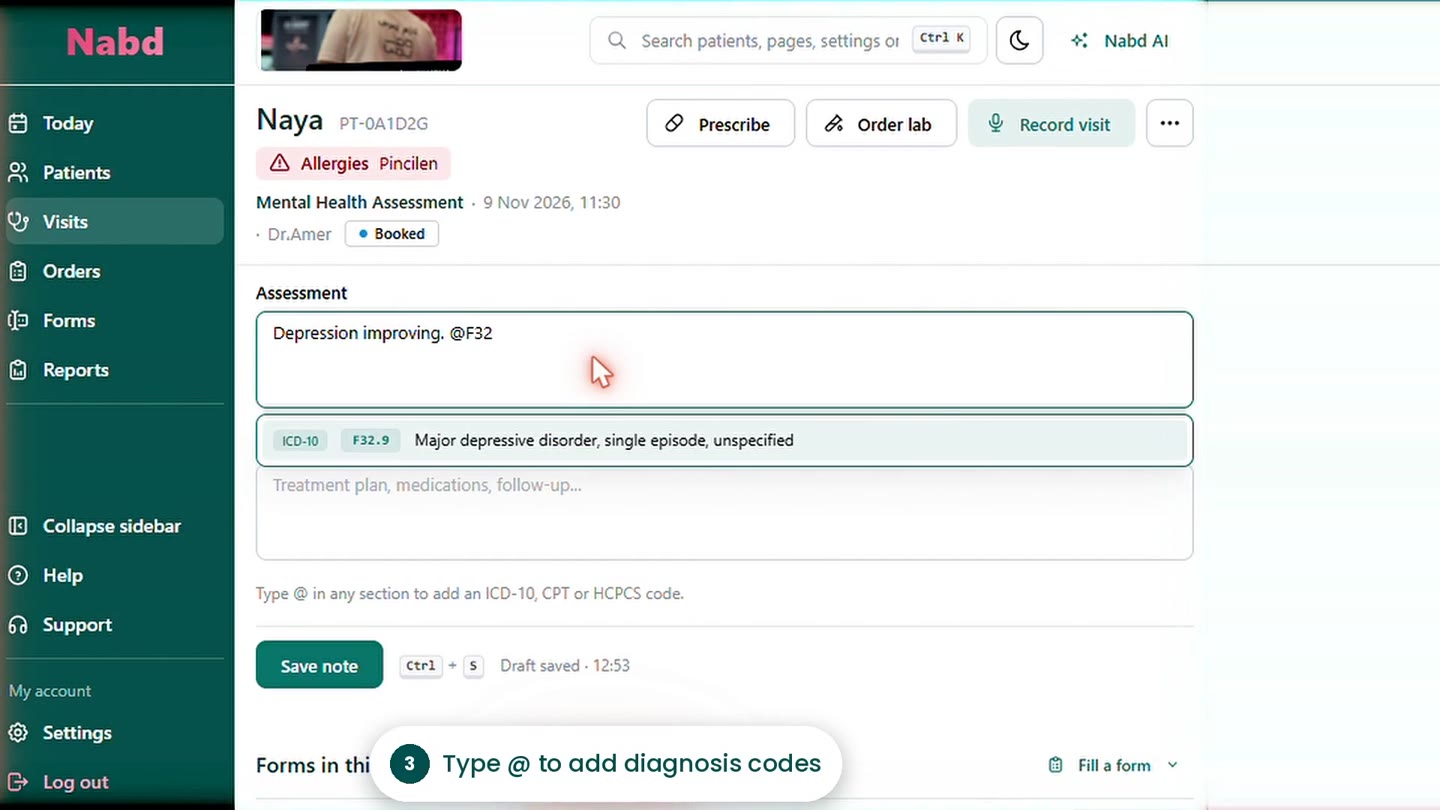 Nabd
Search patients, pages, settings or
Ctrl K
Nabd AI
Today
Patients
Visits
Orders
Forms
Reports
Collapse sidebar
Help
Support
My account
Settings
Log out
Naya PT-0A1D2G
Prescribe
Order lab
Record visit
Allergies Pincilen
Mental Health Assessment · 9 Nov 2026, 11:30
· Dr.Amer Booked
Assessment
Depression improving. @F32
ICD-10 F32.9 Major depressive disorder, single episode, unspecified
Treatment plan, medications, follow-up...
Type @ in any section to add an ICD-10, CPT or HCPCS code.
Save note Ctrl + S Draft saved · 12:53
Forms in thi
3 Type @ to add diagnosis codes
Fill a form